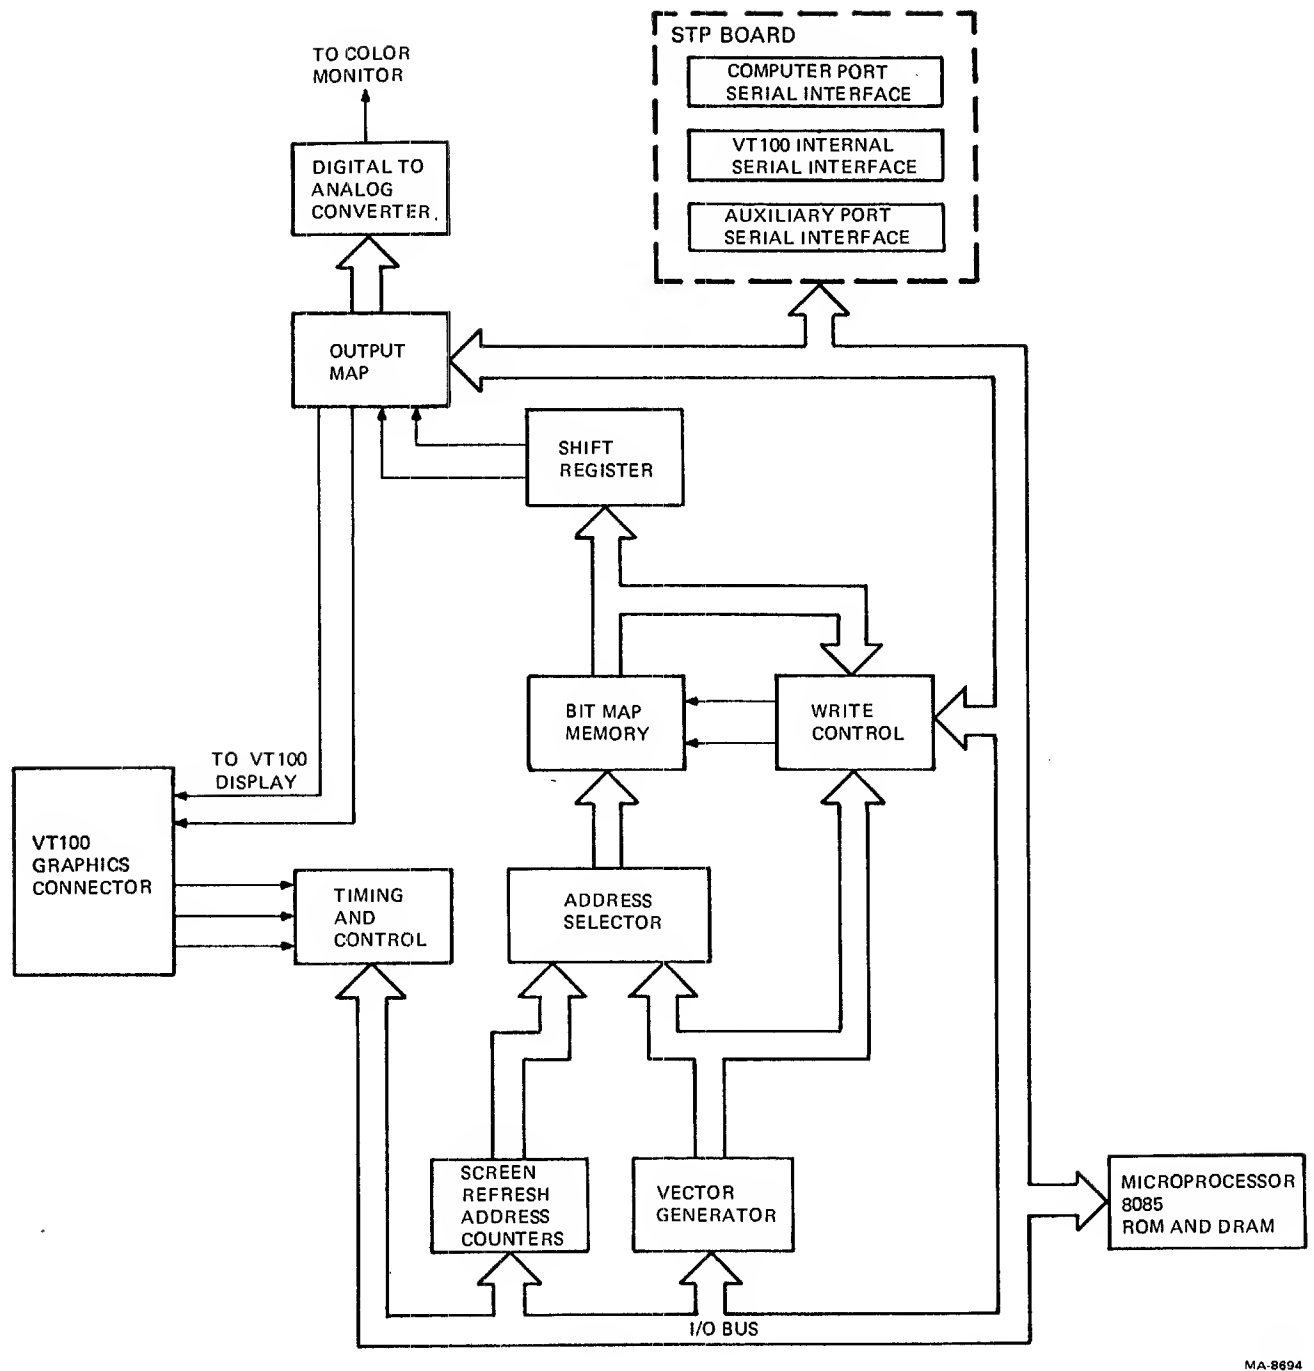 TO COLOR
MONITOR
STP BOARD
COMPUTER PORT
SERIAL INTERFACE
VT100 INTERNAL
SERIAL INTERFACE
AUXILIARY PORT
SERIAL INTERFACE
DIGITAL TO
ANALOG
CONVERTER
OUTPUT
MAP
SHIFT
REGISTER
BIT MAP
MEMORY
WRITE
CONTROL
TO VT100
DISPLAY
VT100
GRAPHICS
CONNECTOR
TIMING
AND
CONTROL
ADDRESS
SELECTOR
SCREEN
REFRESH
ADDRESS
COUNTERS
VECTOR
GENERATOR
MICROPROCESSOR
8085
ROM AND DRAM
I/O BUS
MA-8694